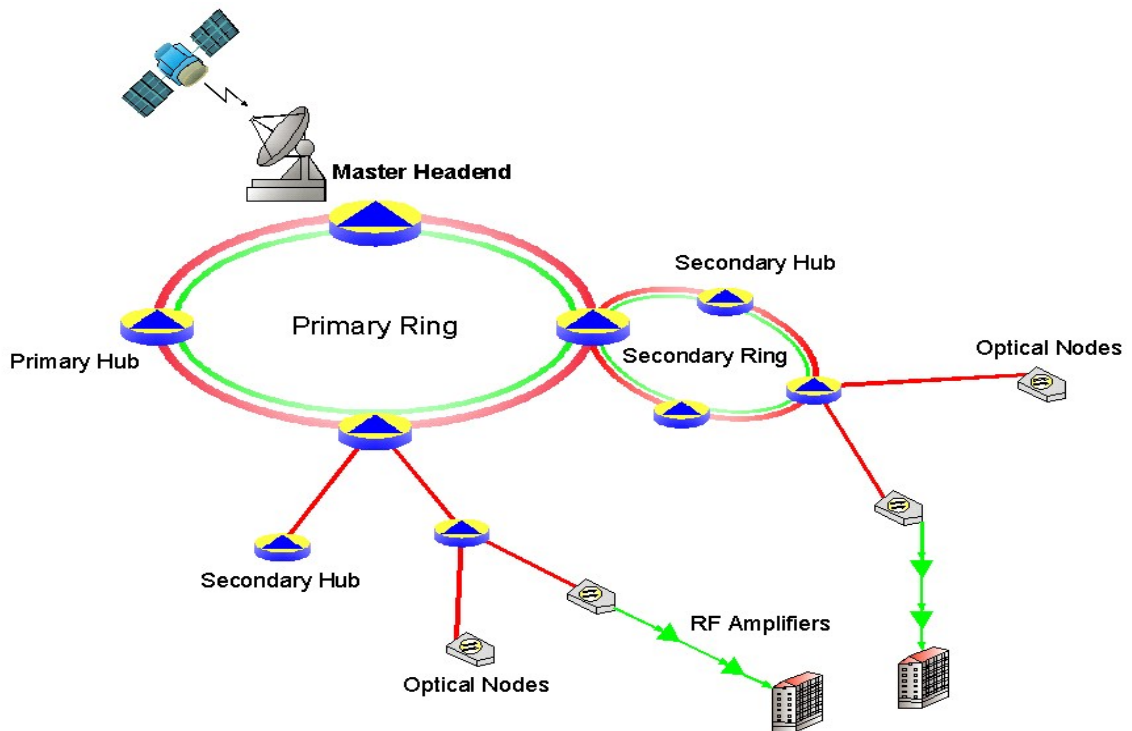 Master Headend
Secondary Hub
Primary Ring
Primary Hub
Secondary Ring
Optical Nodes
Secondary Hub
RF Amplifiers
Optical Nodes